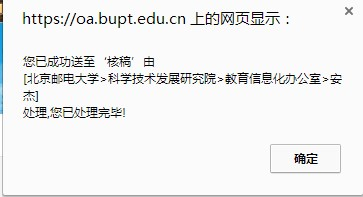 https://oa.bupt.edu.cn 上的网页显示：
您已成功送至‘核稿’由
[北京邮电大学>科学技术发展研究院>教育信息化办公室>安
杰]
处理,您已处理完毕!
确定